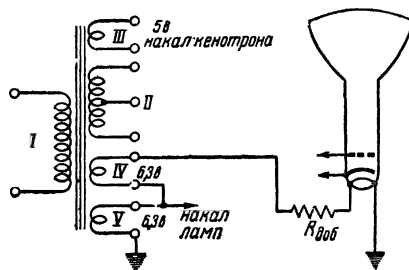 III
5в
накал·кенотрона
II
I
IV
6,3в
V
6,3в
накал
ламп
Rдоб